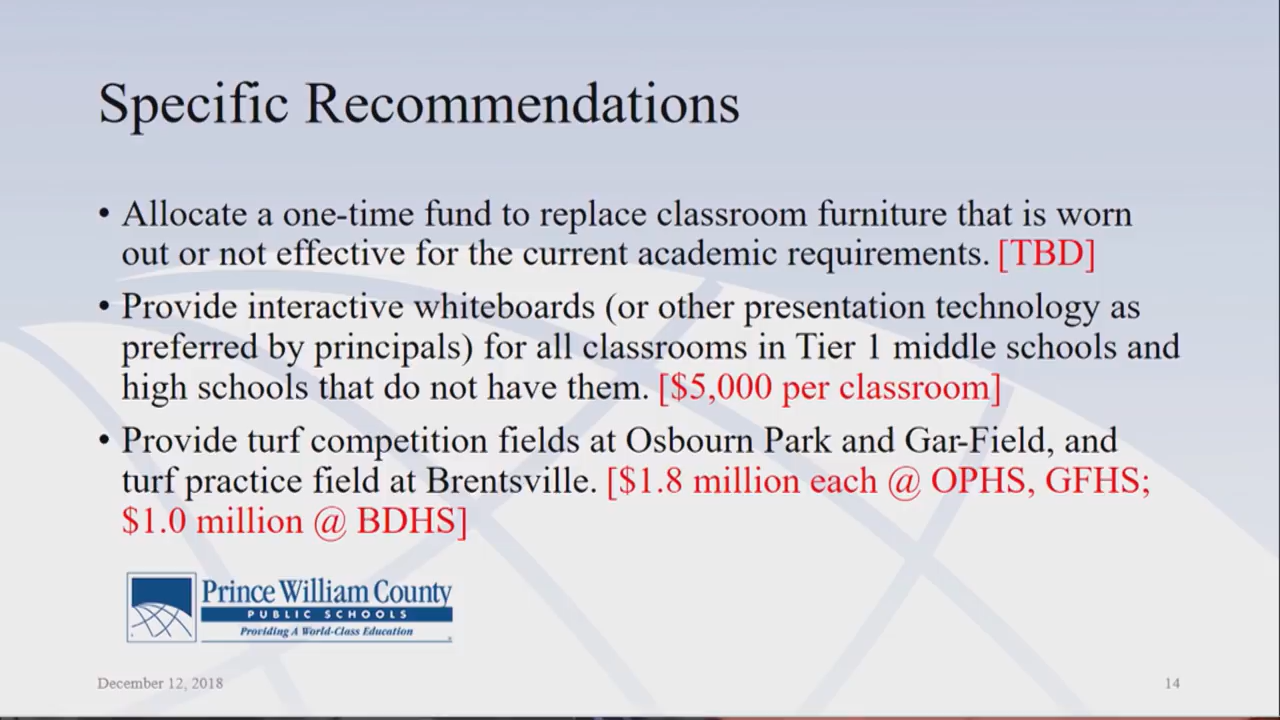 Specific Recommendations
• Allocate a one-time fund to replace classroom furniture that is worn
out or not effective for the current academic requirements. [TBD]
• Provide interactive whiteboards (or other presentation technology as
preferred by principals) for all classrooms in Tier 1 middle schools and
high schools that do not have them. [$5,000 per classroom]
• Provide turf competition fields at Osbourn Park and Gar-Field, and
turf practice field at Brentsville. [$1.8 million each @ OPHS, GFHS;
$1.0 million @ BDHS]
Prince William County
PUBLIC SCHOOLS
Providing A World-Class Education
December 12, 2018
14